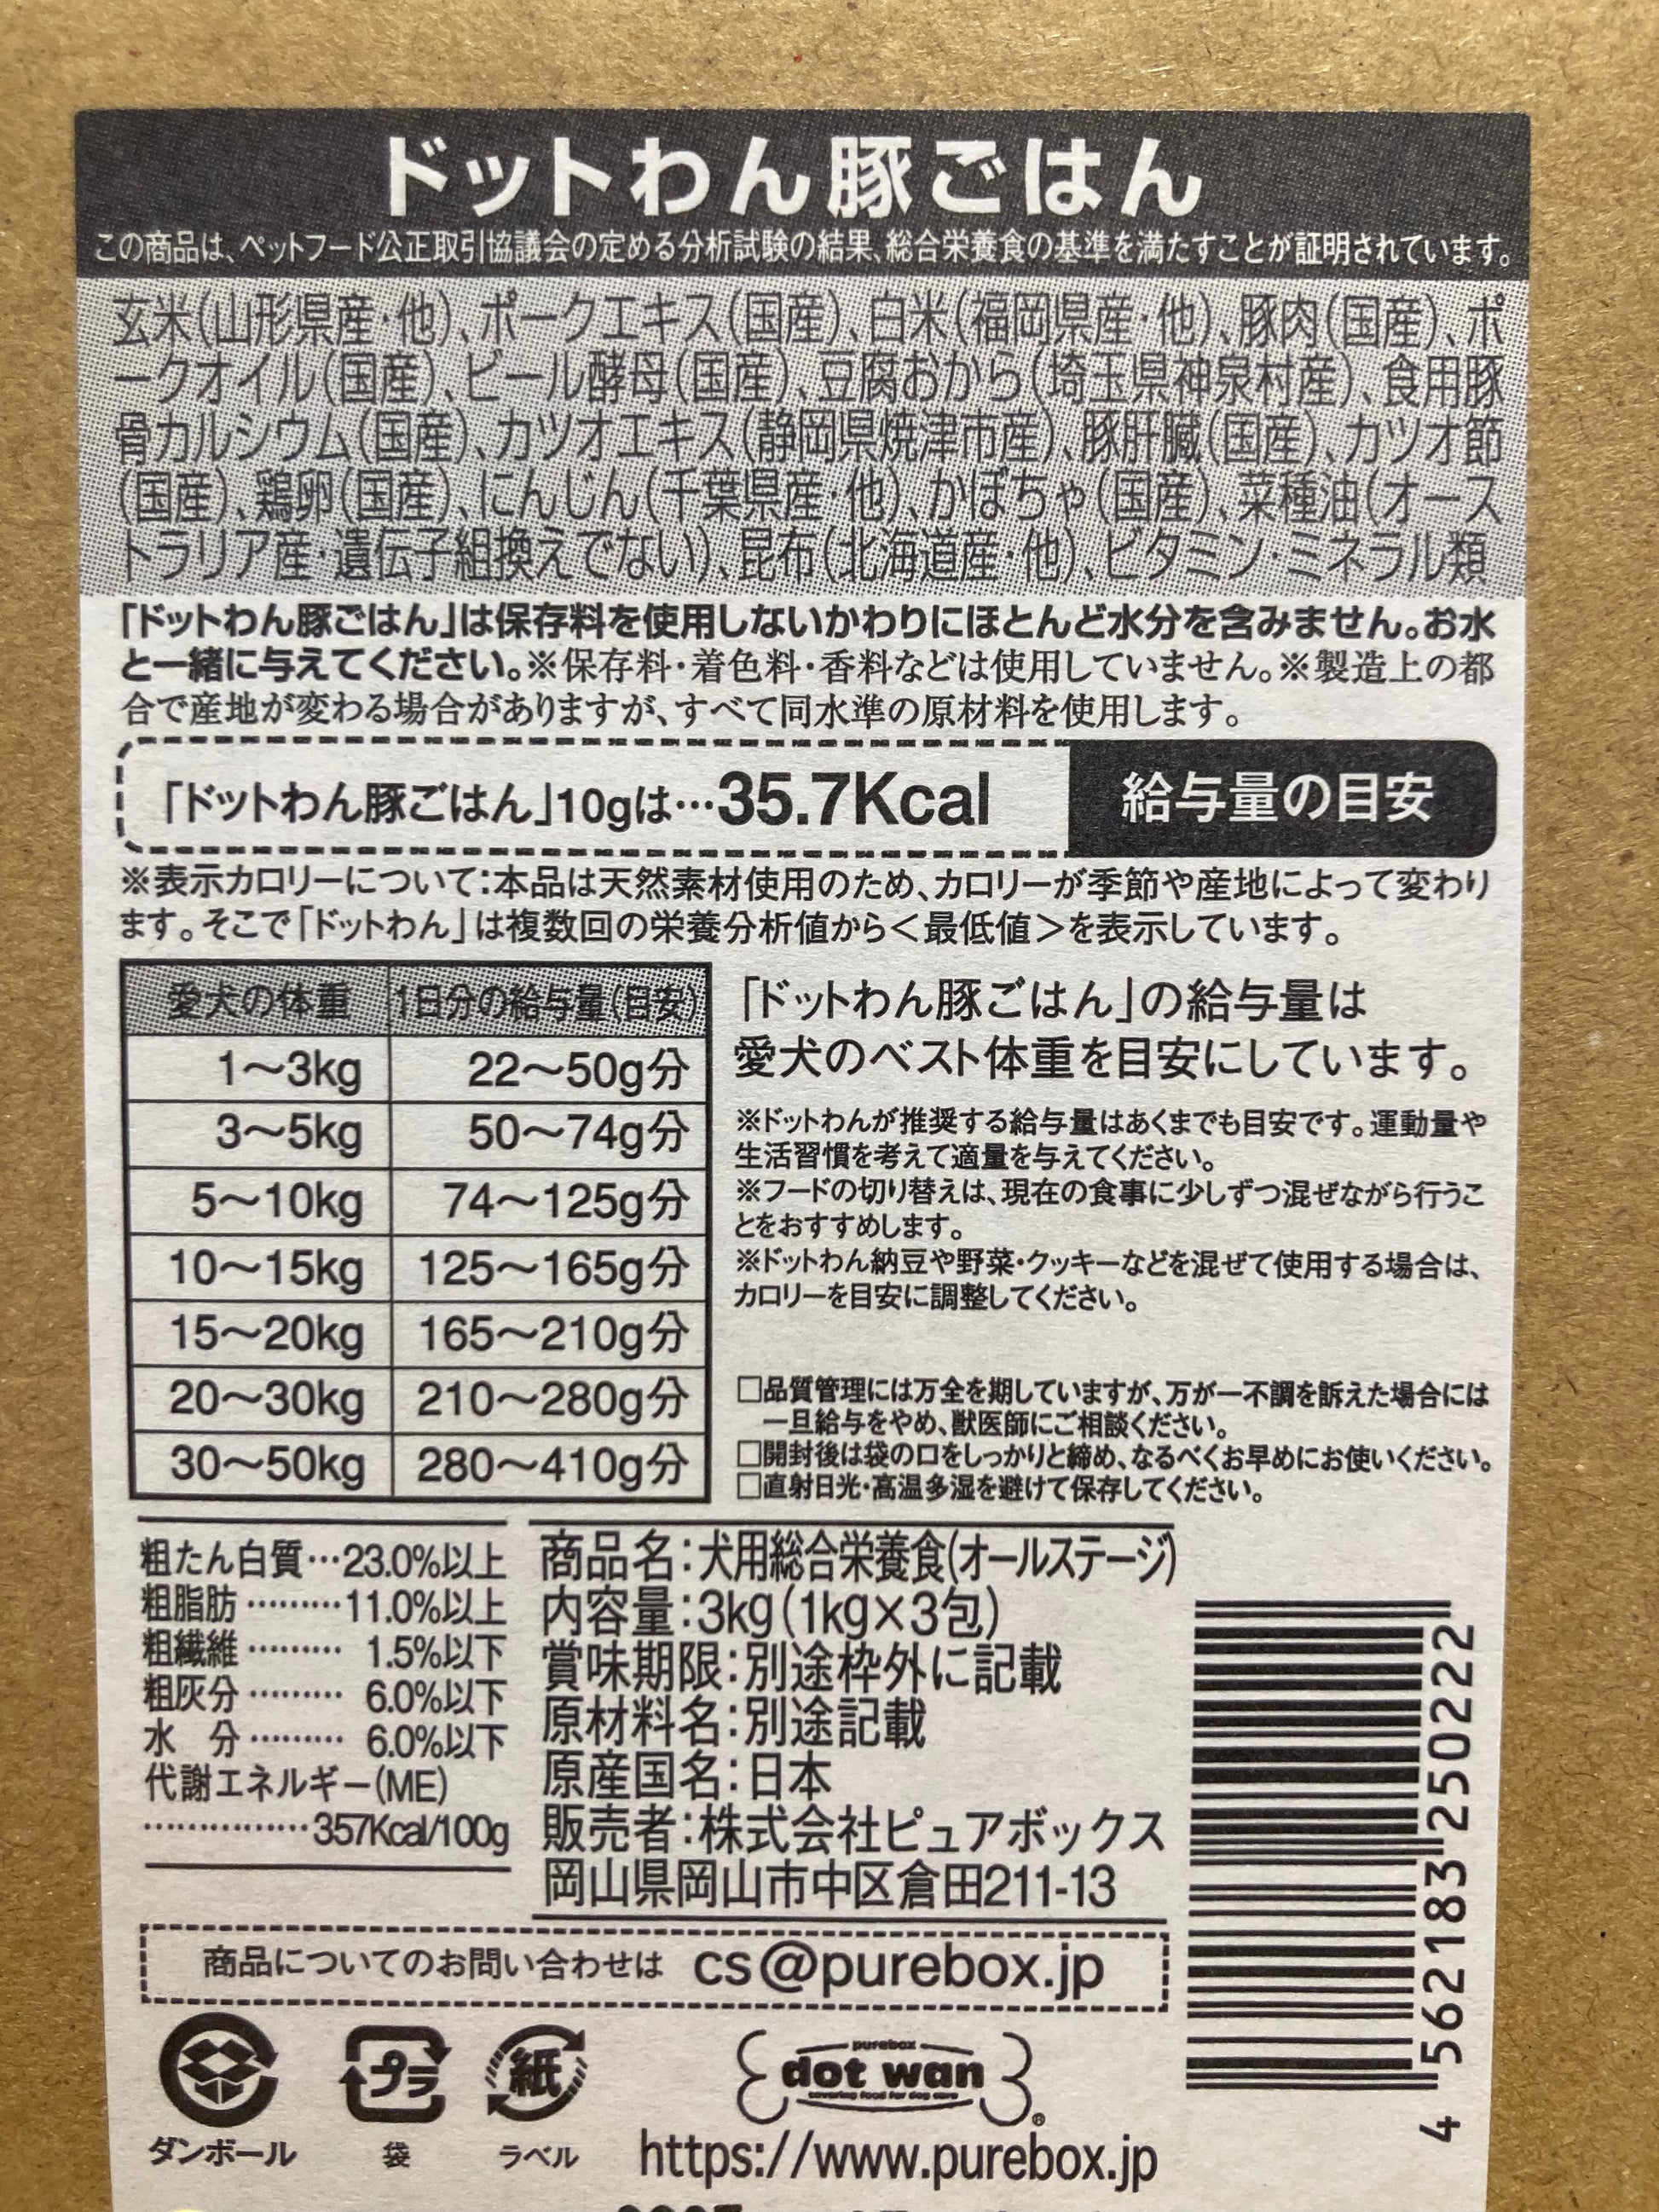 ドットわん豚ごはん
この商品は、ペットフード公正取引協議会の定める分析試験の結果、総合栄養食の基準を満たすことが証明されています。
玄米(山形県産・他)、ポークエキス(国産)、白米(福岡県産・他)、豚肉(国産)、ポ
ークオイル(国産)、ビール酵母(国産)、豆腐おから(埼玉県神泉村産)、食用豚
骨カルシウム(国産)、カツオエキス(静岡県焼津市産)、豚肝臓(国産)、カツオ節
(国産)、鶏卵(国産)、にんじん(千葉県産・他)、かぼちゃ(国産)、菜種油(オース
トラリア産・遺伝子組換えでない)、昆布(北海道産・他)、ビタミン・ミネラル類
「ドットわん豚ごはん」は保存料を使用しないかわりにほとんど水分を含みません。お水
と一緒に与えてください。※保存料・着色料・香料などは使用していません。※製造上の都
合で産地が変わる場合がありますが、すべて同水準の原材料を使用します。
「ドットわん豚ごはん」10gは…35.7Kcal 給与量の目安
※表示カロリーについて：本品は天然素材使用のため、カロリーが季節や産地によって変わり
ます。そこで「ドットわん」は複数回の栄養分析値から＜最低値＞を表示しています。
愛犬の体重 1日分の給与量(目安)
1〜3kg 22〜50g分
3〜5kg 50〜74g分
5〜10kg 74〜125g分
10〜15kg 125〜165g分
15〜20kg 165〜210g分
20〜30kg 210〜280g分
30〜50kg 280〜410g分
「ドットわん豚ごはん」の給与量は
愛犬のベスト体重を目安にしています。
※ドットわんが推奨する給与量はあくまでも目安です。運動量や
生活習慣を考えて適量を与えてください。
※フードの切り替えは、現在の食事に少しずつ混ぜながら行うこ
とをおすすめします。
※ドットわん納豆や野菜・クッキーなどを混ぜて使用する場合は、
カロリーを目安に調整してください。
□品質管理には万全を期していますが、万が一不調を訴えた場合には
一旦給与をやめ、獣医師にご相談ください。
□開封後は袋の口をしっかりと締め、なるべくお早めにお使いください。
□直射日光・高温多湿を避けて保存してください。
粗たん白質…23.0%以上
粗脂肪………11.0%以上
粗繊維……… 1.5%以下
粗灰分……… 6.0%以下
水　分……… 6.0%以下
代謝エネルギー(ME)
……………357Kcal/100g
商品名：犬用総合栄養食(オールステージ)
内容量：3kg(1kg×3包)
賞味期限：別途枠外に記載
原材料名：別途記載
原産国名：日本
販売者：株式会社ピュアボックス
岡山県岡山市中区倉田211-13
4 562183 250222
商品についてのお問い合わせは cs@purebox.jp
プラ
紙
ダンボール 袋 ラベル
purebox
dot wan
covering food for dog care
®
https://www.purebox.jp